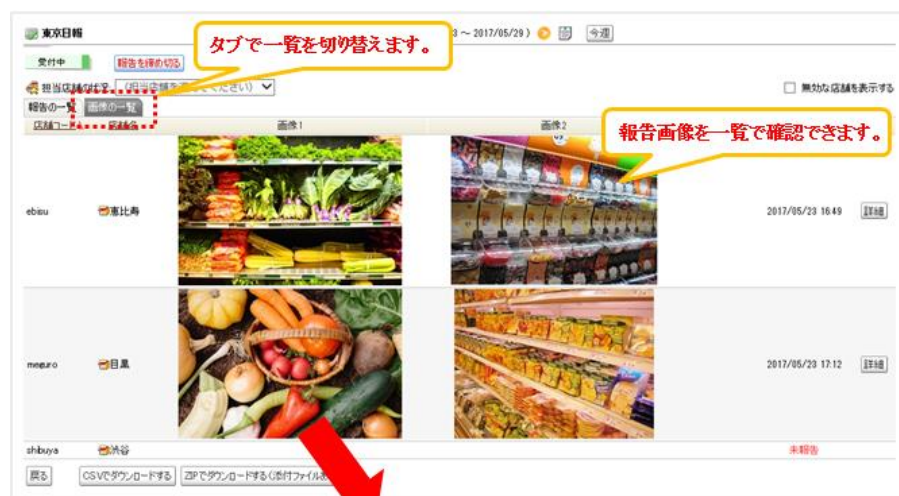 東京日報
3 ～ 2017/05/29 )
今週
タブで一覧を切り替えます。
受付中
報告を締め切る
担当店舗の状況
ください)
無効な店舗を表示する
報告の一覧
画像の一覧
店舗コード
店舗名
画像1
画像2
報告画像を一覧で確認できます。
ebisu
恵比寿
2017/05/23 16:49
詳細
meguro
目黒
2017/05/23 17:12
詳細
shibuya
渋谷
未報告
戻る
CSVでダウンロードする
ZIPでダウンロードする(添付ファイル